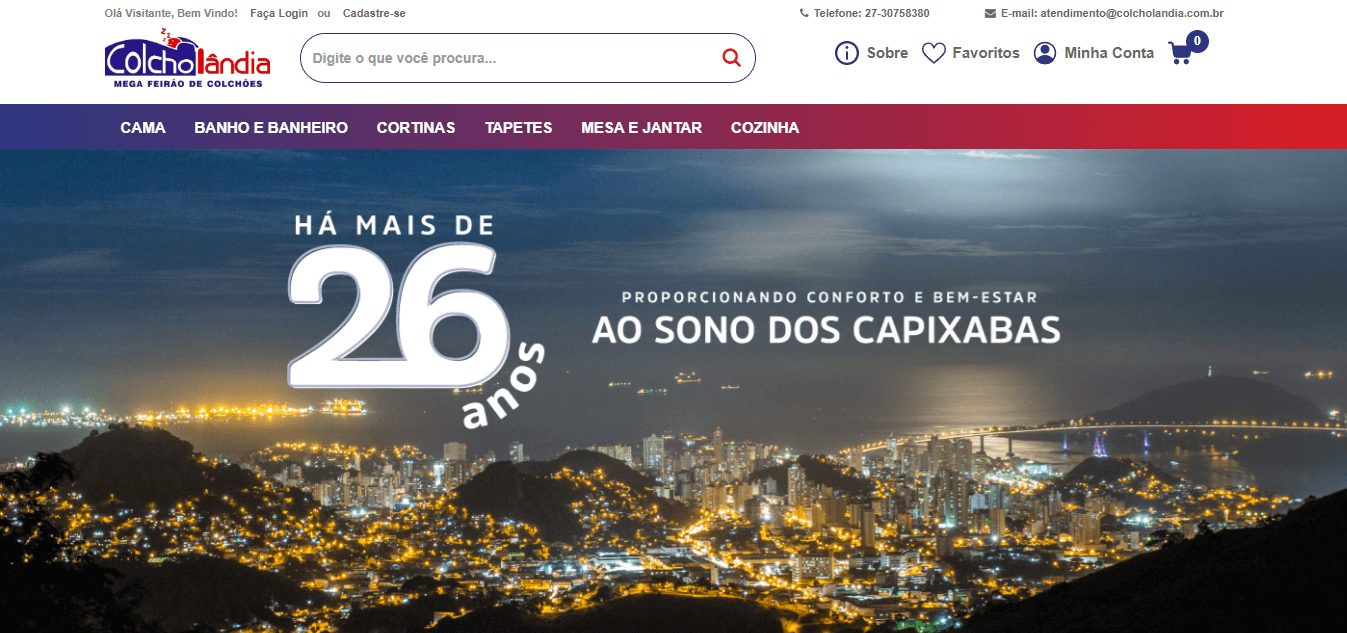 Olá Visitante, Bem Vindo! Faça Login ou Cadastre-se
Telefone: 27-30758380
E-mail: atendimento@colcholandia.com.br
z z z
Colcholândia
MEGA FEIRÃO DE COLCHÕES
Digite o que você procura...
Sobre
Favoritos
Minha Conta
0
CAMA BANHO E BANHEIRO CORTINAS TAPETES MESA E JANTAR COZINHA
HÁ MAIS DE
26
anos
PROPORCIONANDO CONFORTO E BEM-ESTAR
AO SONO DOS CAPIXABAS